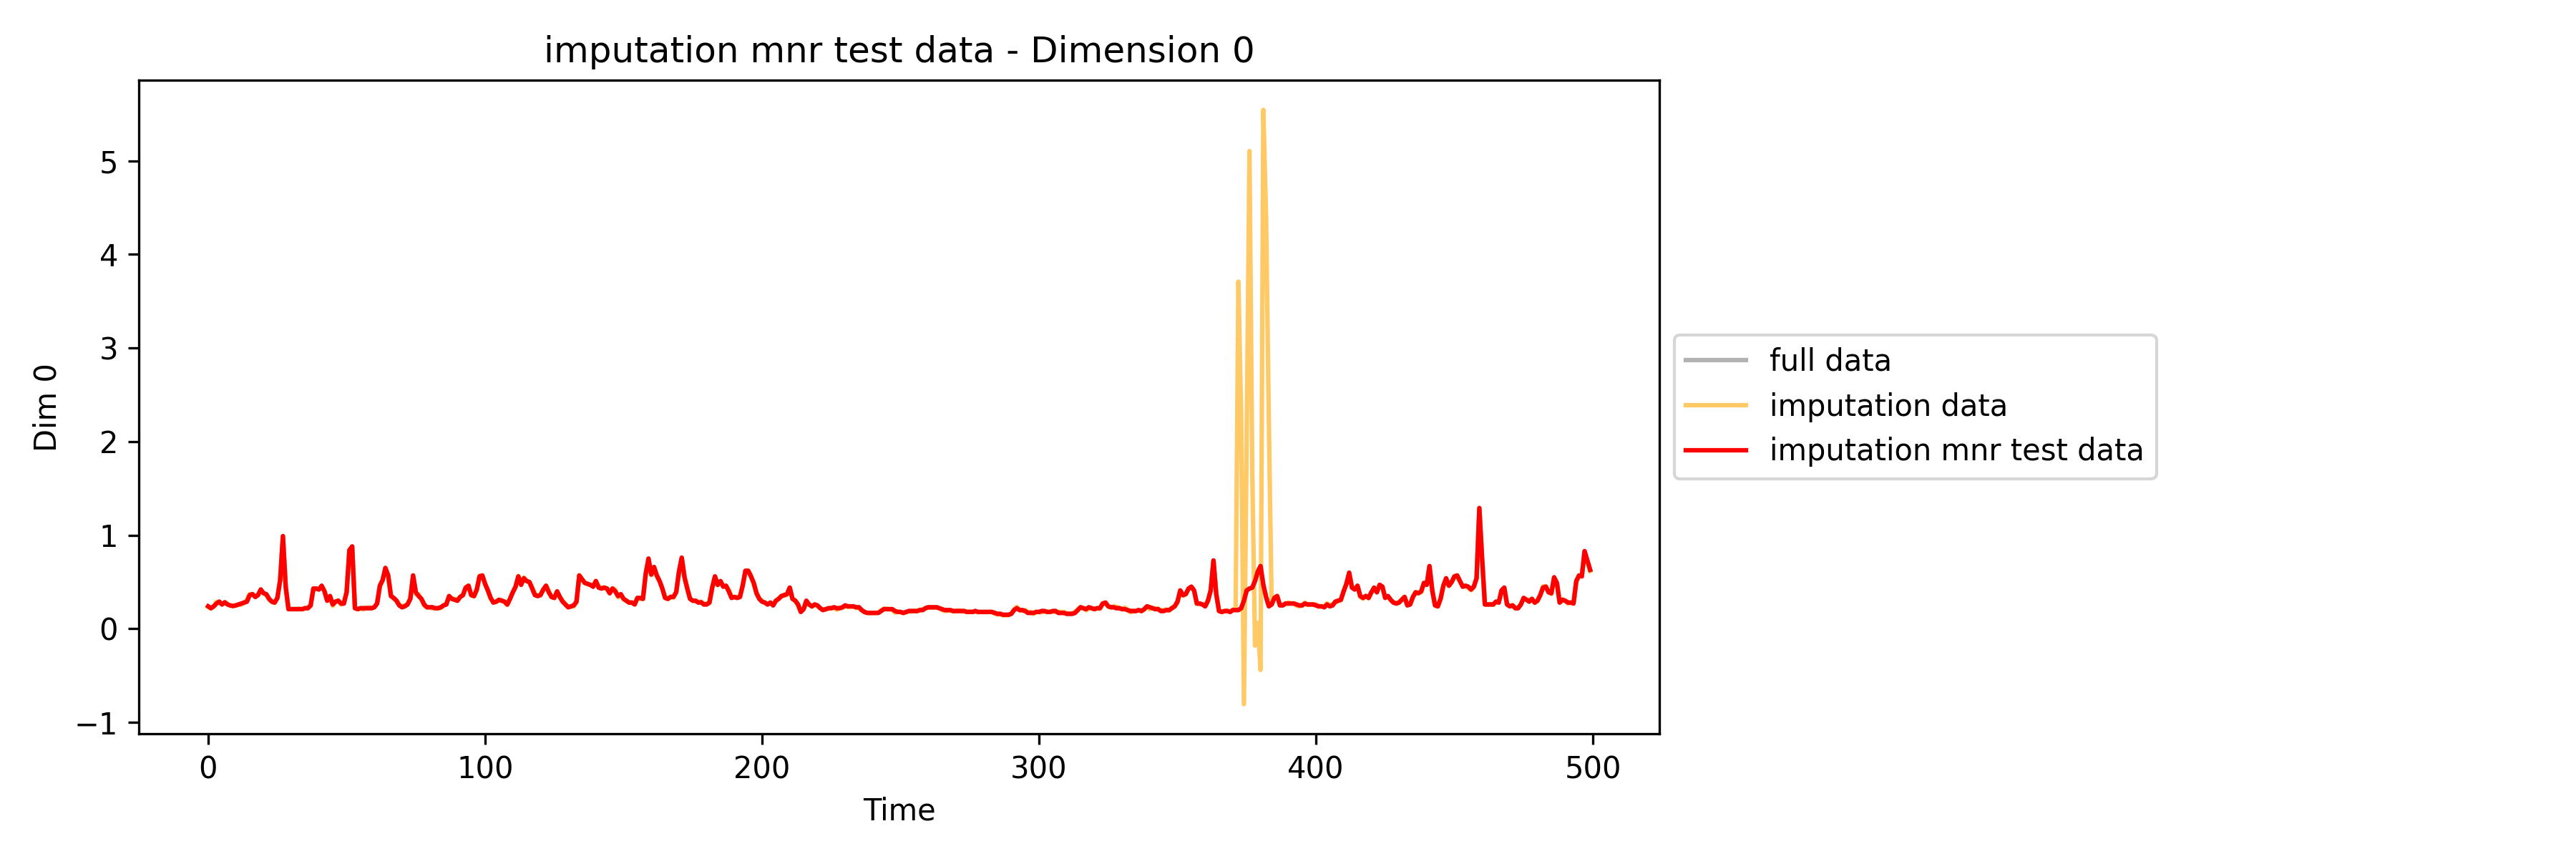 imputation mnr test data - Dimension 0
5
4
3
2
1
0
−1
Dim 0
0 100 200 300 400 500
Time
full data
imputation data
imputation mnr test data